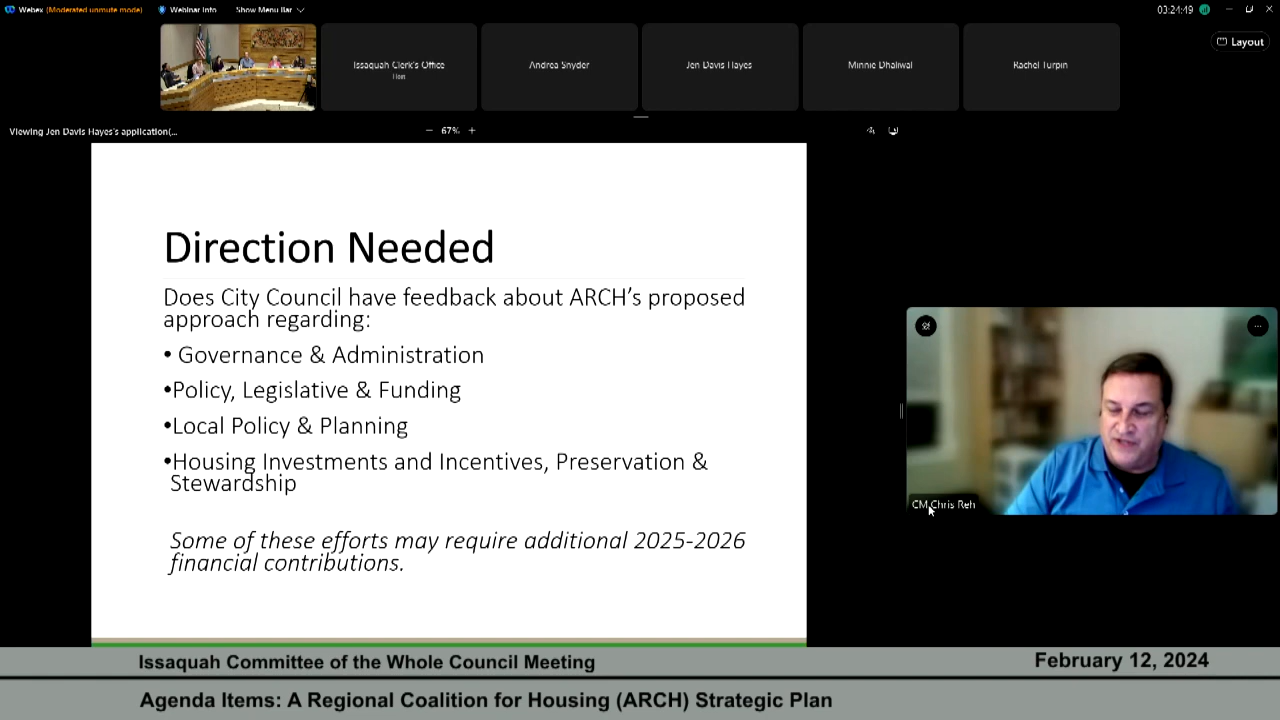 Webex (Moderated unmute mode) Webinar Info Show Menu Bar 03:24:49
Layout
Issaquah Clerk's Office
Host
Andrea Snyder
Jen Davis Hayes
Minnie Dhaliwal
Rachel Turpin
Viewing Jen Davis Hayes's application(... 67%
Direction Needed
Does City Council have feedback about ARCH's proposed
approach regarding:
• Governance & Administration
•Policy, Legislative & Funding
•Local Policy & Planning
•Housing Investments and Incentives, Preservation &
Stewardship
Some of these efforts may require additional 2025-2026
financial contributions.
CM Chris Reh
Issaquah Committee of the Whole Council Meeting
February 12, 2024
Agenda Items: A Regional Coalition for Housing (ARCH) Strategic Plan